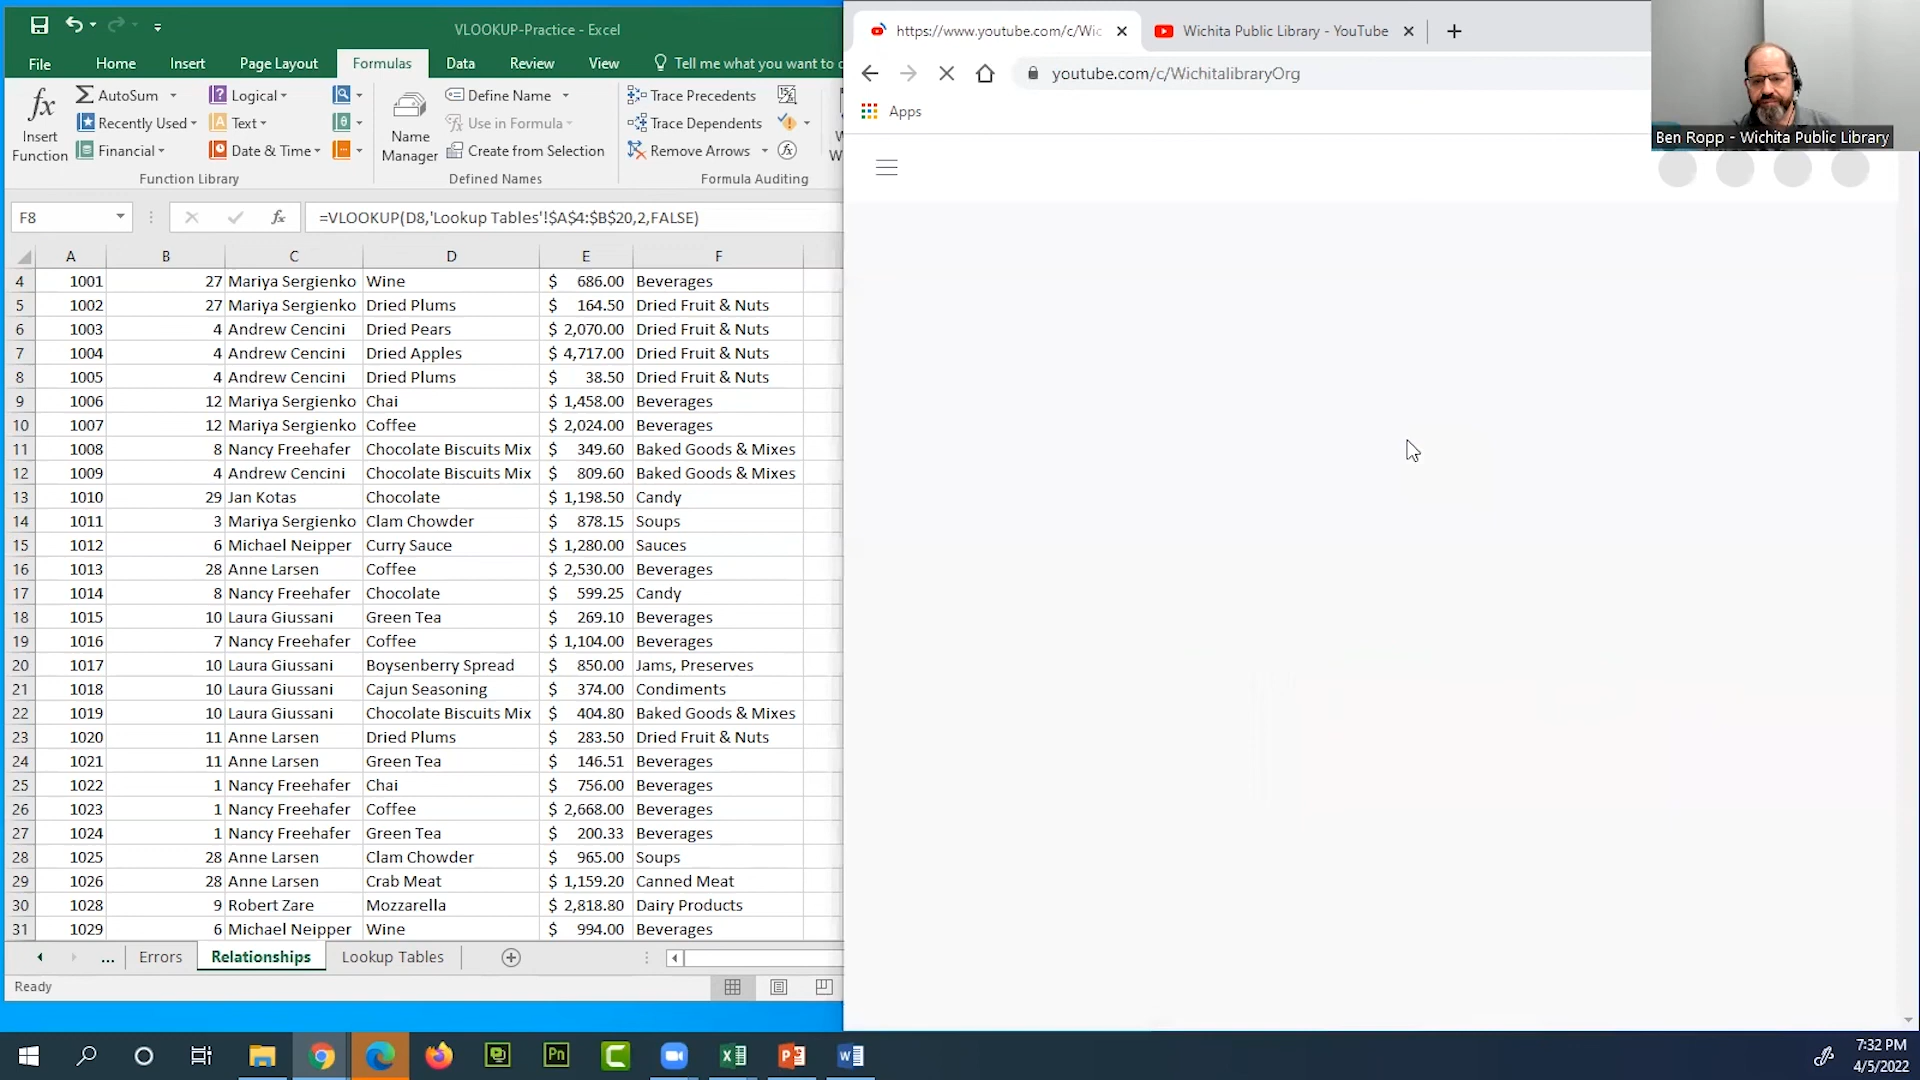 VLOOKUP-Practice - Excel
File Home Insert Page Layout Formulas Data Review View Tell me what you want to
AutoSum
Recently Used
Financial
Insert
Function
Logical
Text
Date & Time
Function Library
Name
Manager
Define Name
Use in Formula
Create from Selection
Defined Names
Trace Precedents
Trace Dependents
Remove Arrows
Formula Auditing
F8 fx =VLOOKUP(D8,'Lookup Tables'!$A$4:$B$20,2,FALSE)
A B C D E F
4 1001 27 Mariya Sergienko Wine $ 686.00 Beverages
5 1002 27 Mariya Sergienko Dried Plums $ 164.50 Dried Fruit & Nuts
6 1003 4 Andrew Cencini Dried Pears $ 2,070.00 Dried Fruit & Nuts
7 1004 4 Andrew Cencini Dried Apples $ 4,717.00 Dried Fruit & Nuts
8 1005 4 Andrew Cencini Dried Plums $ 38.50 Dried Fruit & Nuts
9 1006 12 Mariya Sergienko Chai $ 1,458.00 Beverages
10 1007 12 Mariya Sergienko Coffee $ 2,024.00 Beverages
11 1008 8 Nancy Freehafer Chocolate Biscuits Mix $ 349.60 Baked Goods & Mixes
12 1009 4 Andrew Cencini Chocolate Biscuits Mix $ 809.60 Baked Goods & Mixes
13 1010 29 Jan Kotas Chocolate $ 1,198.50 Candy
14 1011 3 Mariya Sergienko Clam Chowder $ 878.15 Soups
15 1012 6 Michael Neipper Curry Sauce $ 1,280.00 Sauces
16 1013 28 Anne Larsen Coffee $ 2,530.00 Beverages
17 1014 8 Nancy Freehafer Chocolate $ 599.25 Candy
18 1015 10 Laura Giussani Green Tea $ 269.10 Beverages
19 1016 7 Nancy Freehafer Coffee $ 1,104.00 Beverages
20 1017 10 Laura Giussani Boysenberry Spread $ 850.00 Jams, Preserves
21 1018 10 Laura Giussani Cajun Seasoning $ 374.00 Condiments
22 1019 10 Laura Giussani Chocolate Biscuits Mix $ 404.80 Baked Goods & Mixes
23 1020 11 Anne Larsen Dried Plums $ 283.50 Dried Fruit & Nuts
24 1021 11 Anne Larsen Green Tea $ 146.51 Beverages
25 1022 1 Nancy Freehafer Chai $ 756.00 Beverages
26 1023 1 Nancy Freehafer Coffee $ 2,668.00 Beverages
27 1024 1 Nancy Freehafer Green Tea $ 200.33 Beverages
28 1025 28 Anne Larsen Clam Chowder $ 965.00 Soups
29 1026 28 Anne Larsen Crab Meat $ 1,159.20 Canned Meat
30 1028 9 Robert Zare Mozzarella $ 2,818.80 Dairy Products
31 1029 6 Michael Neipper Wine $ 994.00 Beverages
... Errors Relationships Lookup Tables
Ready
https://www.youtube.com/c/Wic
Wichita Public Library - YouTube
youtube.com/c/WichitalibraryOrg
Apps
Ben Ropp - Wichita Public Library
7:32 PM
4/5/2022